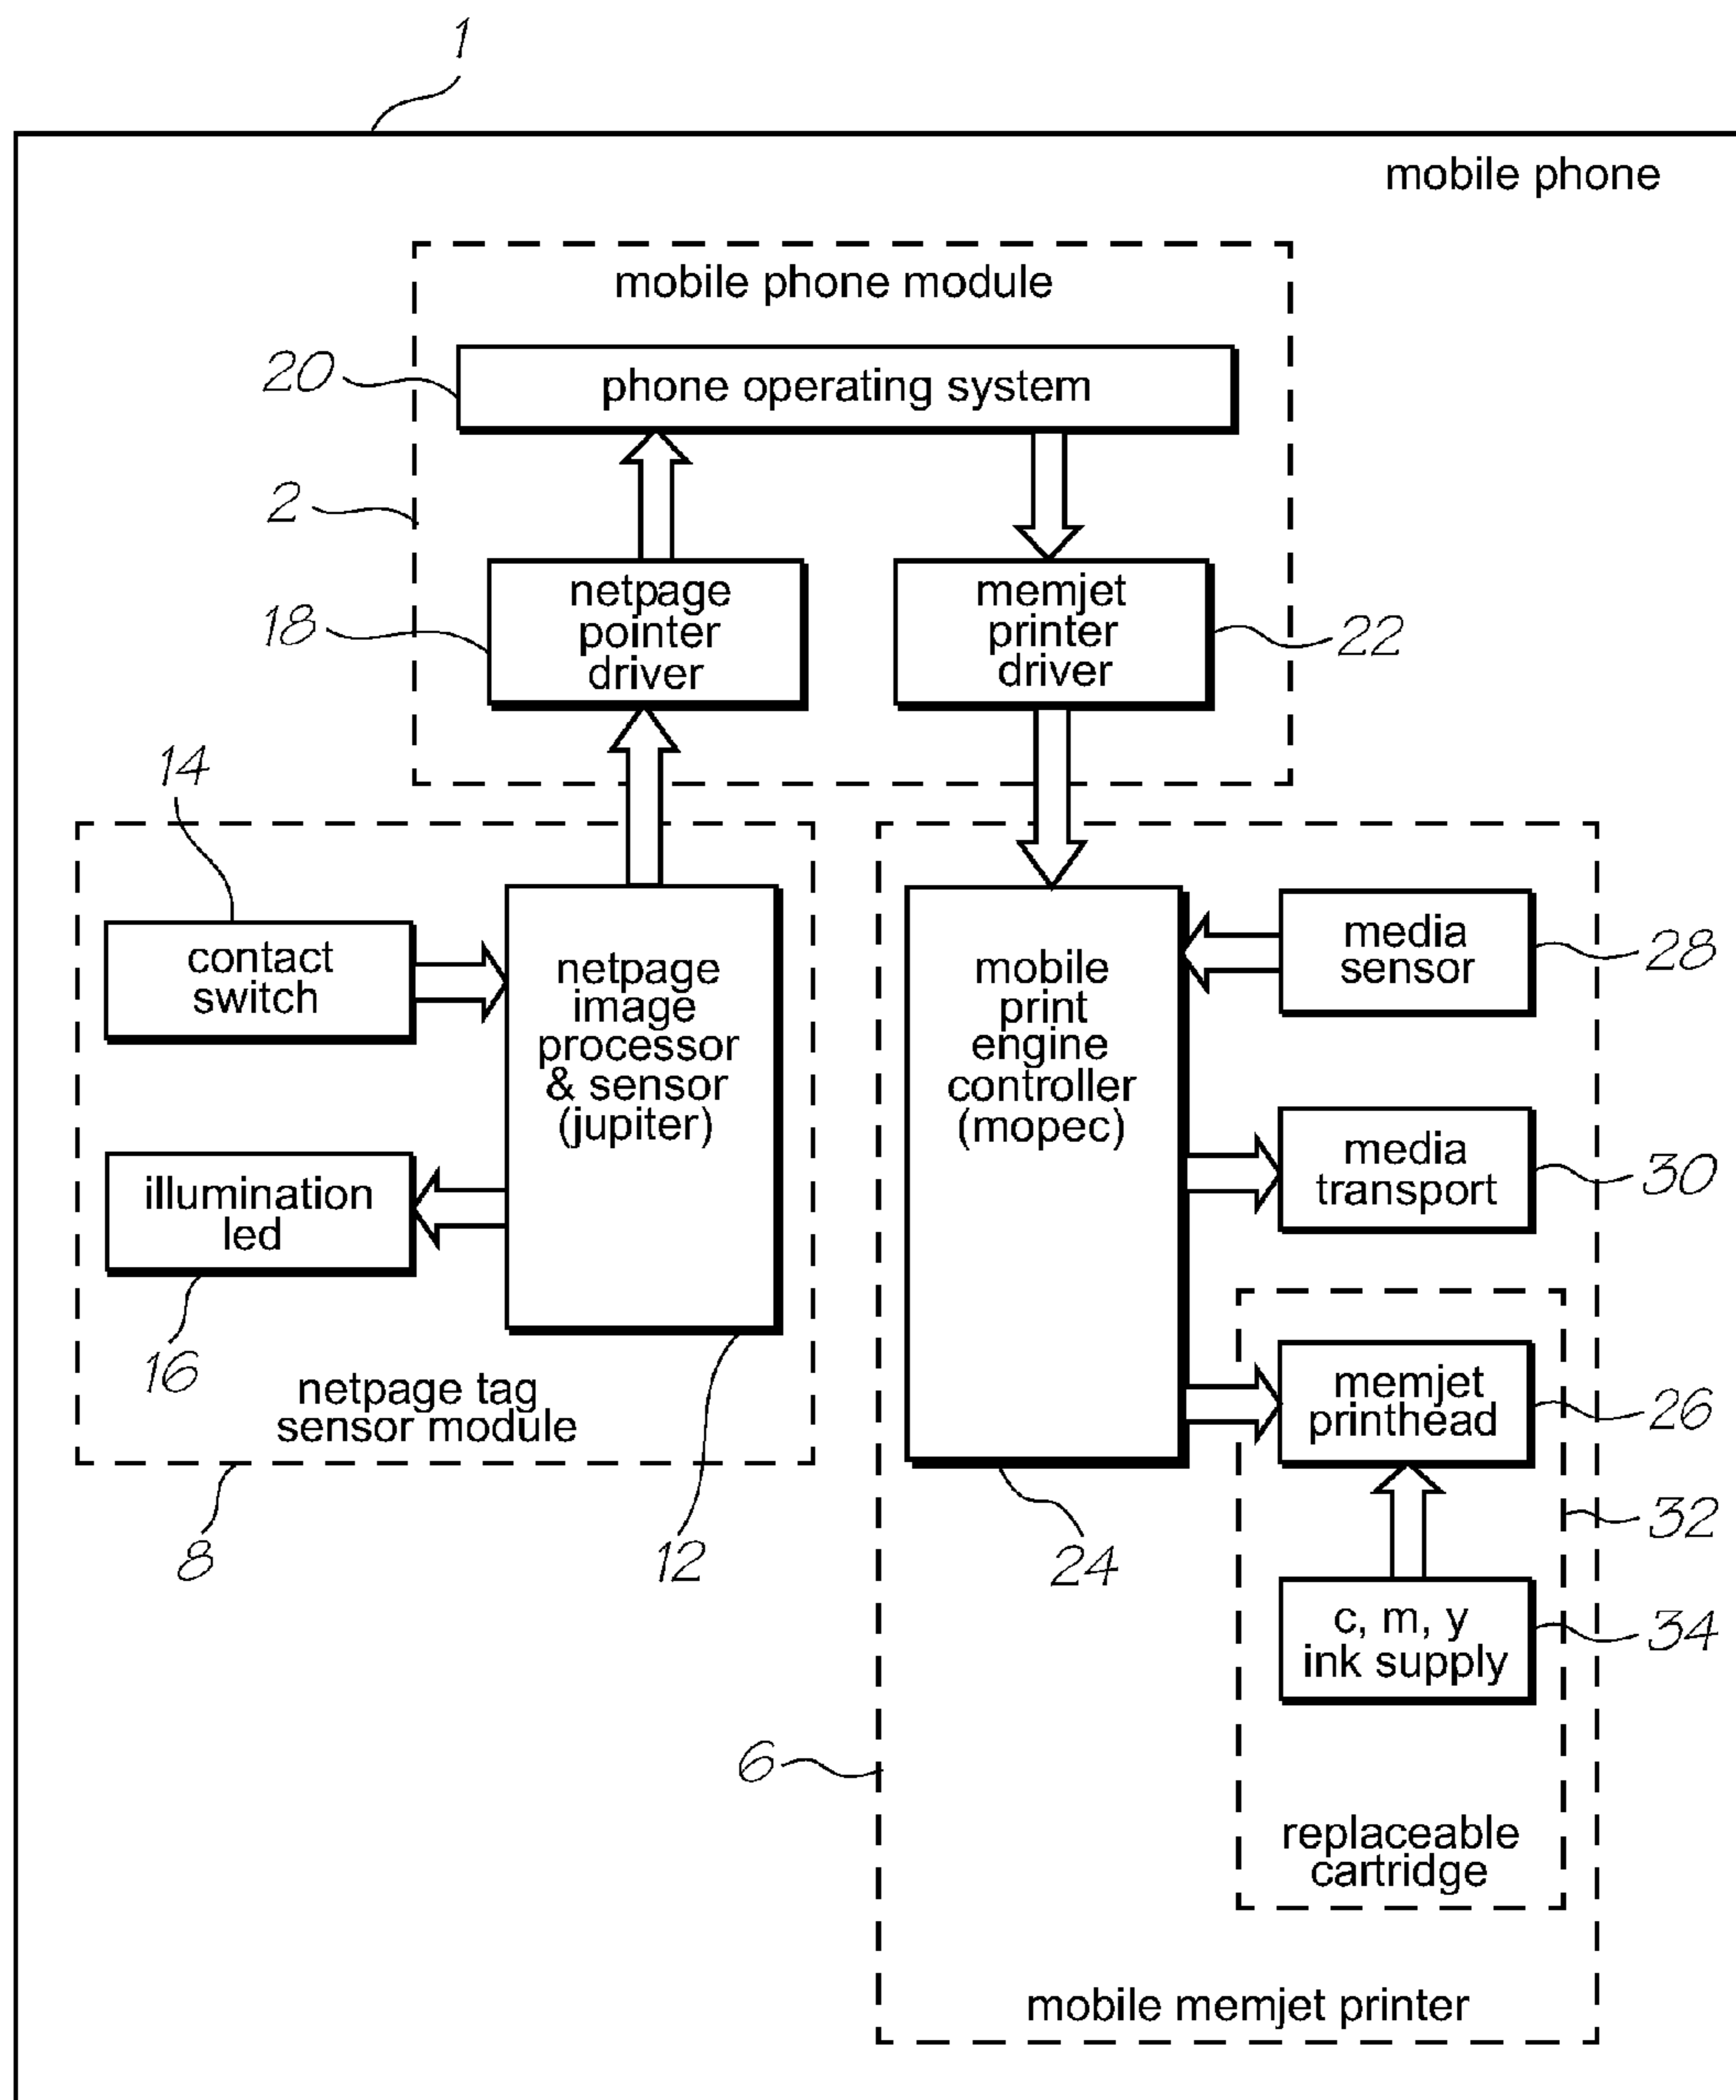 1
mobile phone
mobile phone module
20
phone operating system
2
netpage
pointer
driver
18
memjet
printer
driver
22
14
contact
switch
netpage
image
processor
& sensor
(jupiter)
illumination
led
16
netpage tag
sensor module
8
12
mobile
print
engine
controller
(mopec)
media
sensor
28
media
transport
30
memjet
printhead
26
32
24
c, m, y
ink supply
34
6
replaceable
cartridge
mobile memjet printer